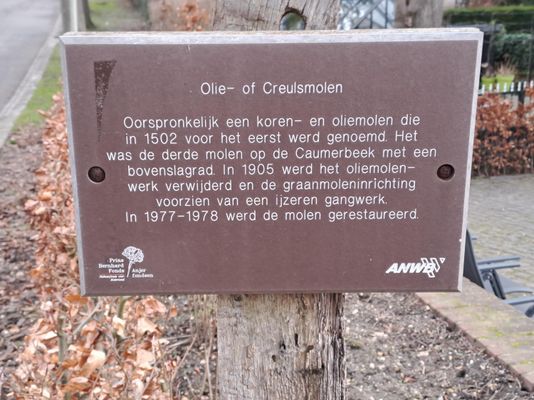 Olie- of Creulsmolen
Oorspronkelijk een koren- en oliemolen die
in 1502 voor het eerst werd genoemd. Het
was de derde molen op de Caumerbeek met een
bovenslagrad. In 1905 werd het oliemolen-
werk verwijderd en de graanmoleninrichting
voorzien van een ijzeren gangwerk.
In 1977-1978 werd de molen gerestaureerd.
Prins
Bernhard
Fonds
Anjer
fondsen
ANWB